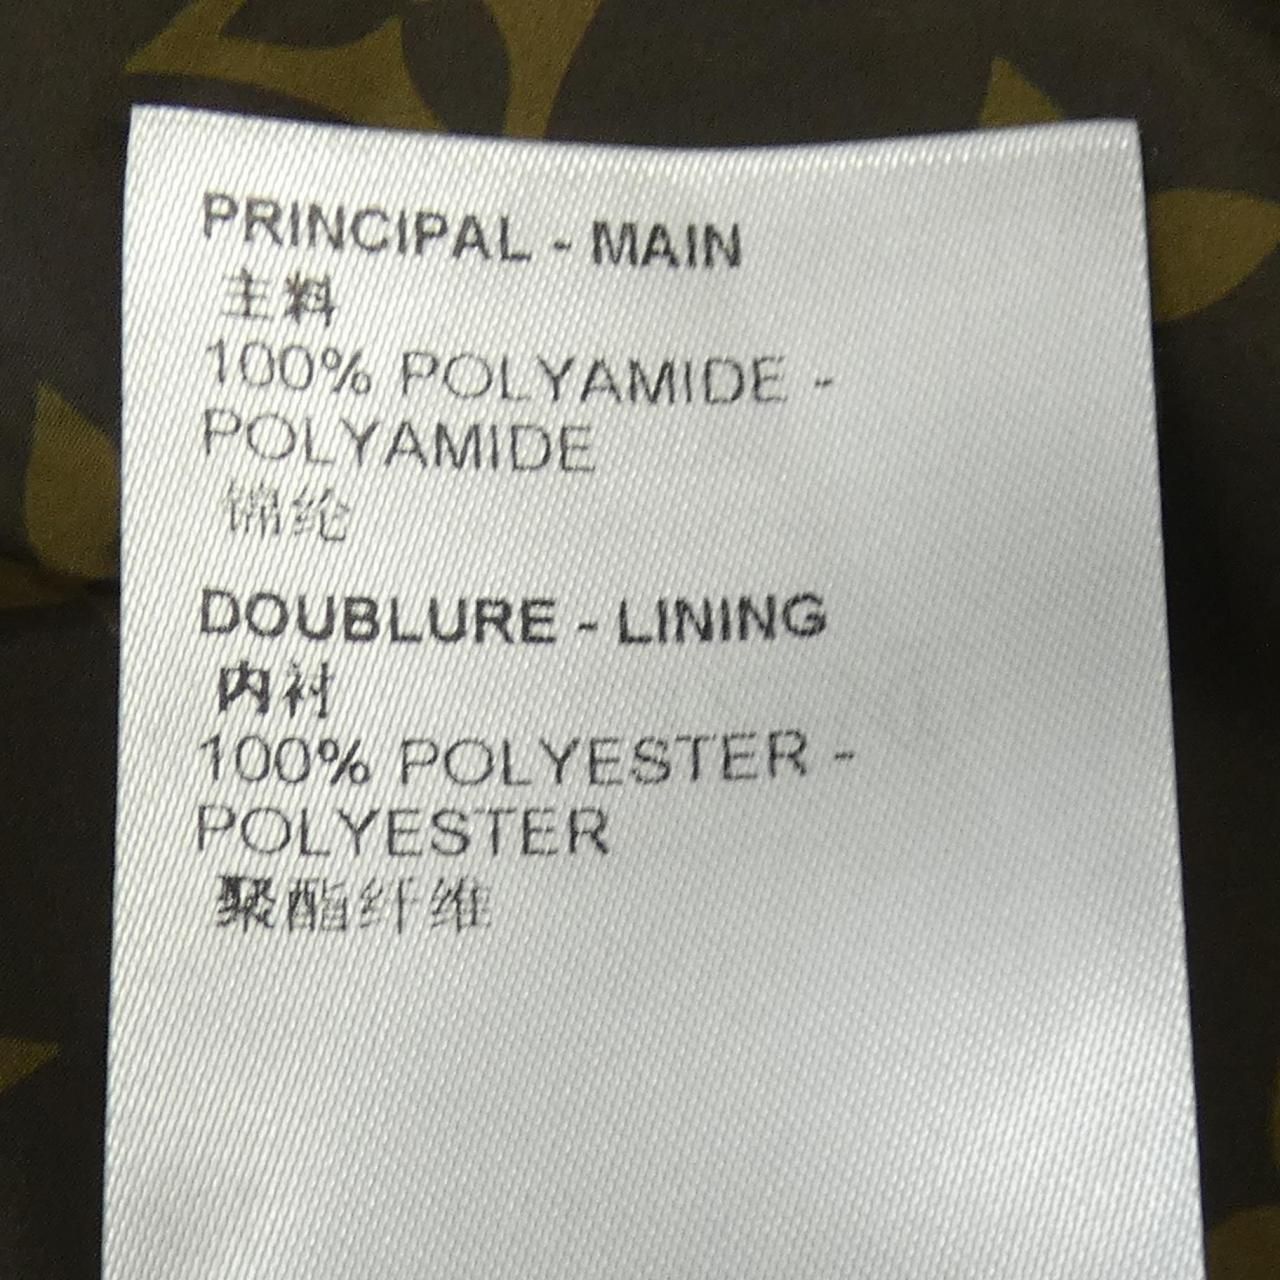 PRINCIPAL - MAIN
主料
100% POLYAMIDE -
POLYAMIDE
锦纶
DOUBLURE - LINING
内衬
100% POLYESTER -
POLYESTER
聚酯纤维